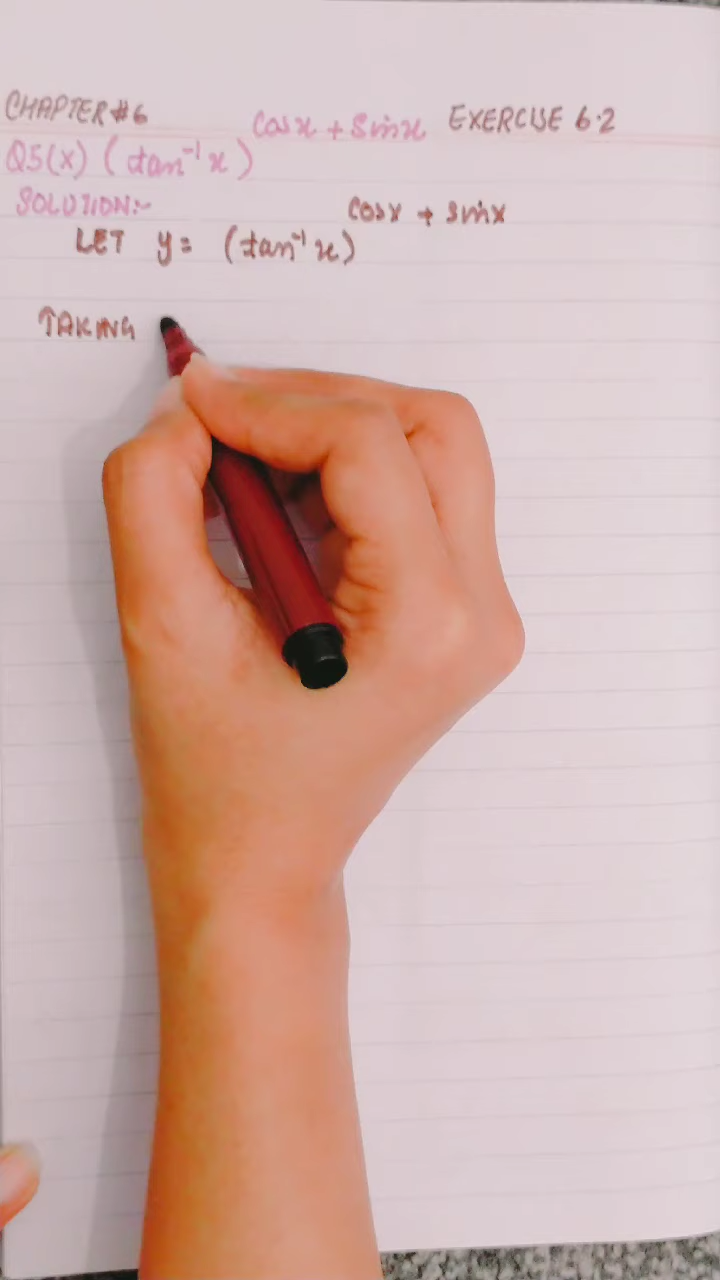 CHAPTER#6 EXERCISE 6.2
Q5(X) (tan⁻¹x)^cosx + sinx
SOLUTION:-
LET y = (tan⁻¹x)^cosx + sinx
TAKING